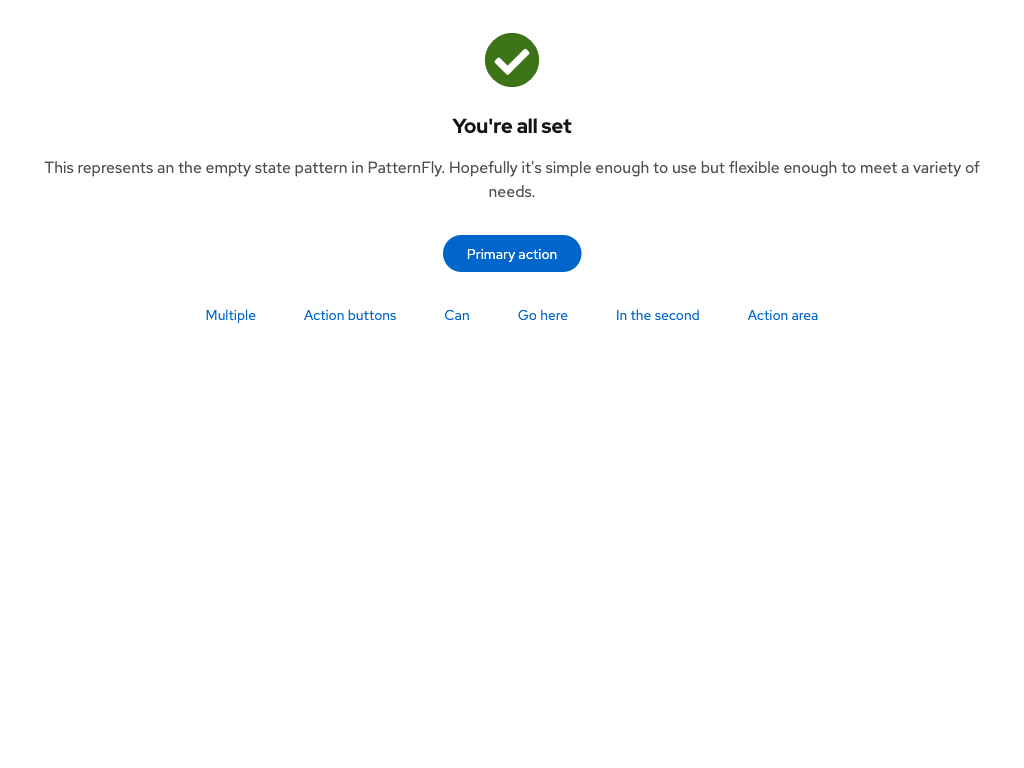 You're all set
This represents an the empty state pattern in PatternFly. Hopefully it's simple enough to use but flexible enough to meet a variety of
needs.
Primary action
Multiple Action buttons Can Go here In the second Action area